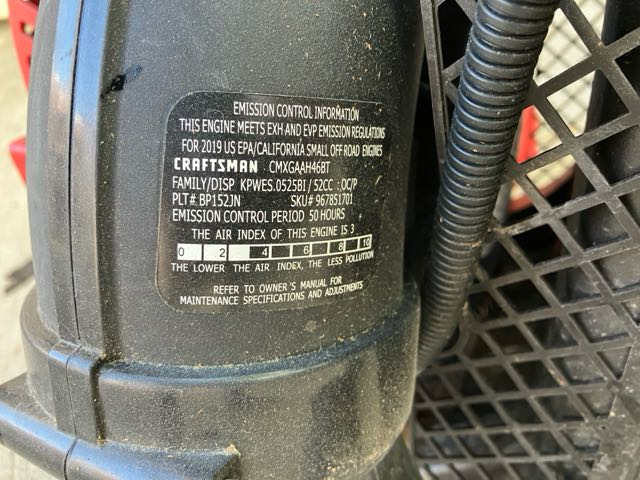 EMISSION CONTROL INFORMATION
THIS ENGINE MEETS EXH AND EVP EMISSION REGULATIONS
FOR 2019 US EPA/CALIFORNIA SMALL OFF ROAD ENGINES
CRAFTSMAN CMXGAAH46BT
FAMILY/DISP KPWES.0525BI / 52CC : OC/P
PLT# BP152JN SKU# 967851701
EMISSION CONTROL PERIOD 50 HOURS
THE AIR INDEX OF THIS ENGINE IS 3
0 2 4 6 8 10
THE LOWER THE AIR INDEX, THE LESS POLLUTION
REFER TO OWNER'S MANUAL FOR
MAINTENANCE SPECIFICATIONS AND ADJUSTMENTS